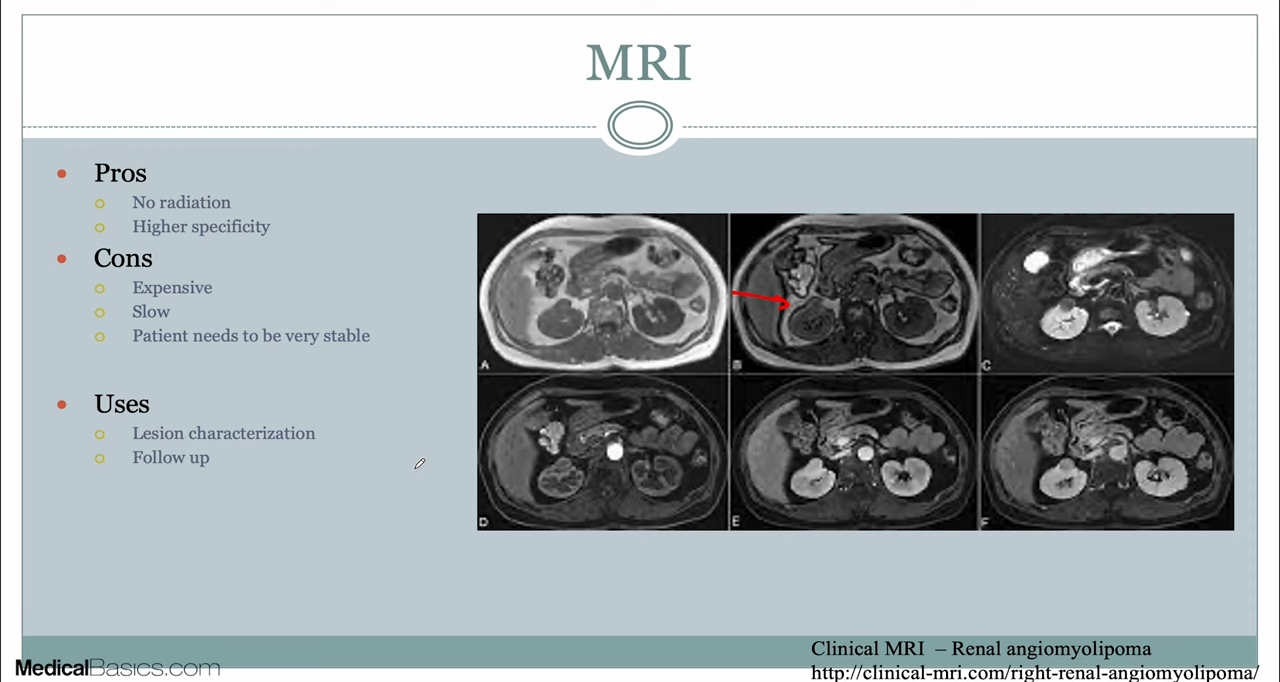 MRI
Pros
No radiation
Higher specificity
Cons
Expensive
Slow
Patient needs to be very stable
Uses
Lesion characterization
Follow up
A
B
C
D
E
F
Clinical MRI – Renal angiomyolipoma
http://clinical-mri.com/right-renal-angiomyolipoma/
MedicalBasics.com